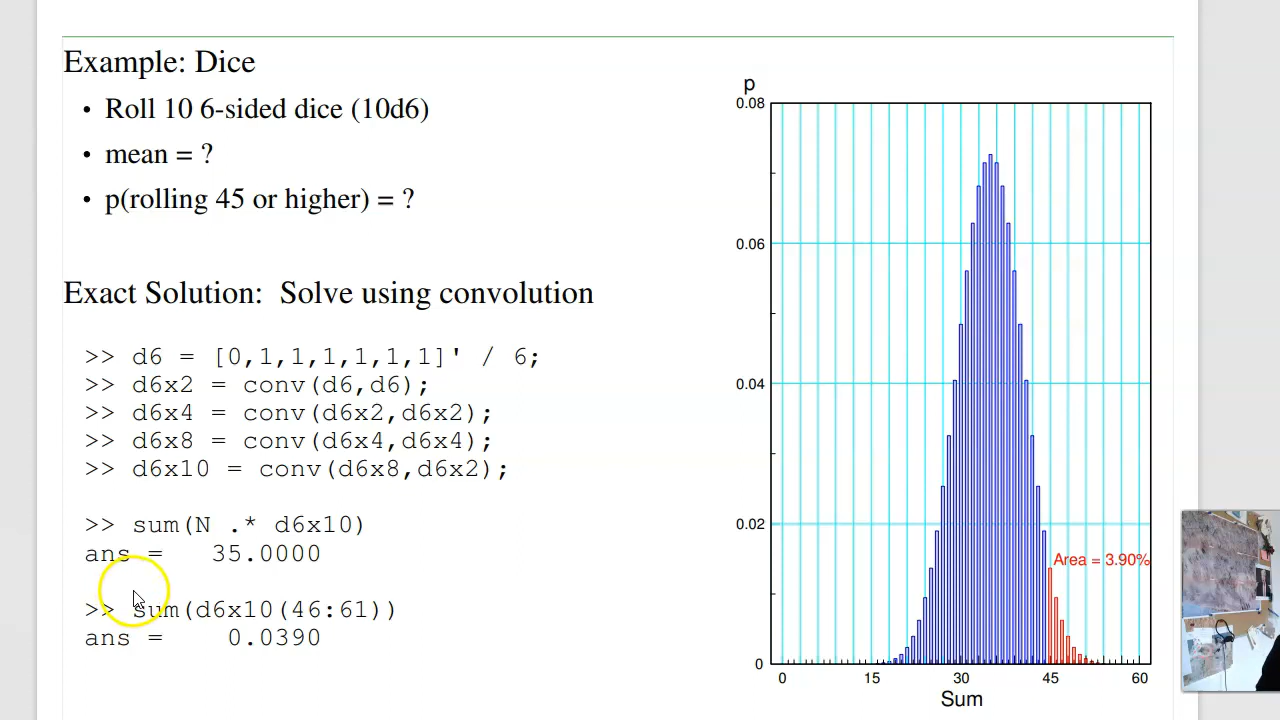 Example: Dice
• Roll 10 6-sided dice (10d6)
• mean = ?
• p(rolling 45 or higher) = ?
Exact Solution:  Solve using convolution
>> d6 = [0,1,1,1,1,1,1]' / 6;
>> d6x2 = conv(d6,d6);
>> d6x4 = conv(d6x2,d6x2);
>> d6x8 = conv(d6x4,d6x4);
>> d6x10 = conv(d6x8,d6x2);
>> sum(N .* d6x10)
ans =   35.0000
>> sum(d6x10(46:61))
ans =    0.0390
p
0.08
0.06
0.04
0.02
0
Area = 3.90%
0 15 30 45 60
Sum